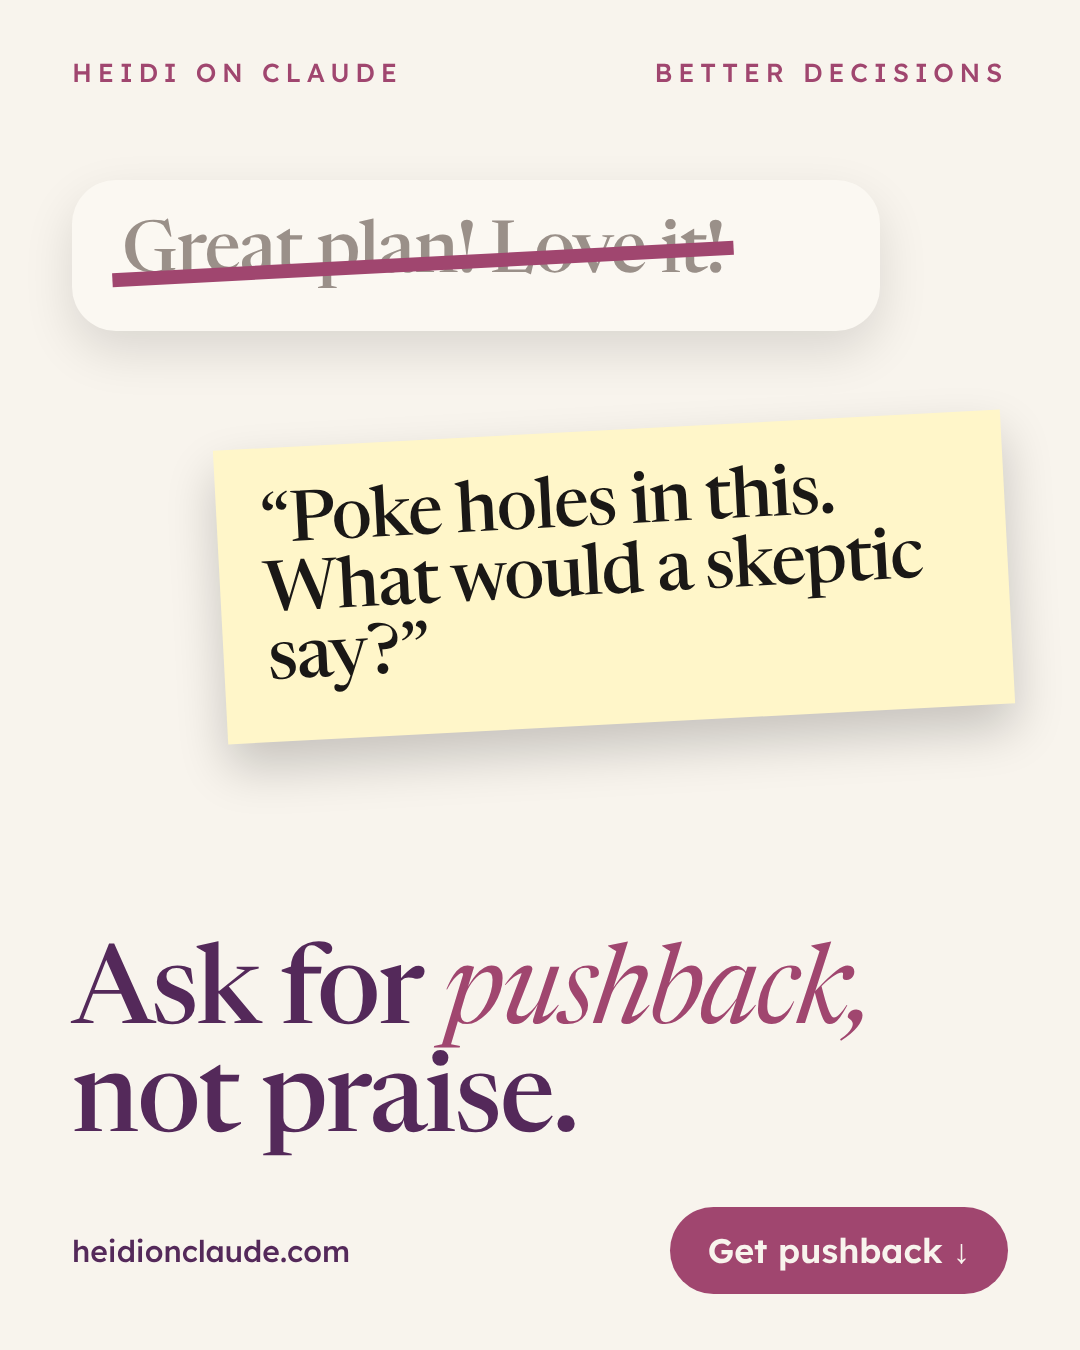 HEIDI ON CLAUDE
BETTER DECISIONS
Great plan! Love it!
“Poke holes in this.
What would a skeptic
say?”
Ask for pushback,
not praise.
heidionclaude.com
Get pushback ↓